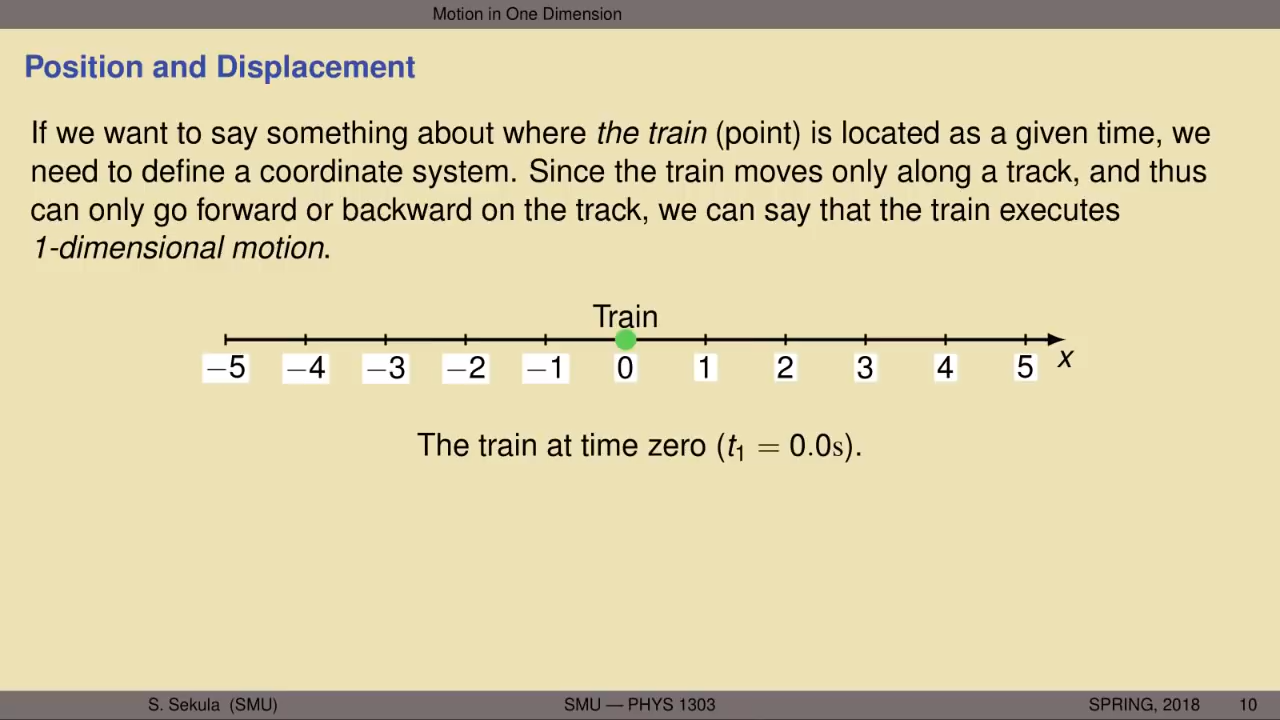 Motion in One Dimension
Position and Displacement
If we want to say something about where the train (point) is located as a given time, we
need to define a coordinate system. Since the train moves only along a track, and thus
can only go forward or backward on the track, we can say that the train executes
1-dimensional motion.
Train
−5 −4 −3 −2 −1 0 1 2 3 4 5 x
The train at time zero (t₁ = 0.0s).
S. Sekula (SMU) SMU — PHYS 1303 SPRING, 2018 10